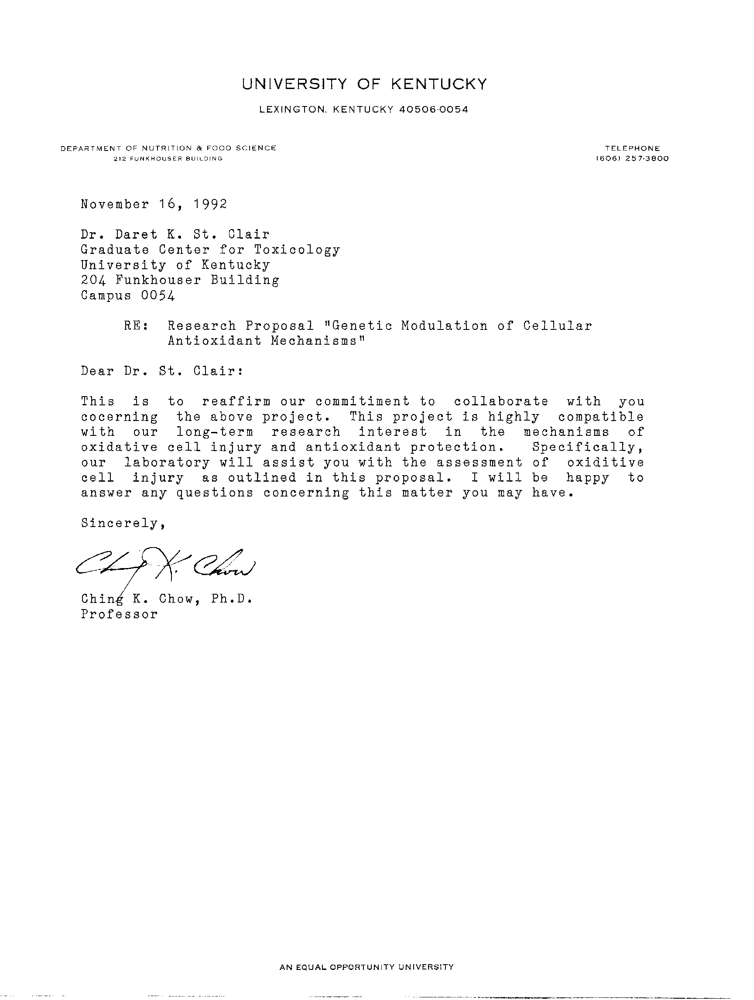 UNIVERSITY OF KENTUCKY
LEXINGTON, KENTUCKY 40506-0054
DEPARTMENT OF NUTRITION & FOOD SCIENCE
212 FUNKHOUSER BUILDING
TELEPHONE
(606) 257-3800
November 16, 1992
Dr. Daret K. St. Clair
Graduate Center for Toxicology
University of Kentucky
204 Funkhouser Building
Campus 0054
RE: Research Proposal "Genetic Modulation of Cellular
Antioxidant Mechanisms"
Dear Dr. St. Clair:
This is to reaffirm our commitiment to collaborate with you
cocerning the above project. This project is highly compatible
with our long-term research interest in the mechanisms of
oxidative cell injury and antioxidant protection. Specifically,
our laboratory will assist you with the assessment of oxiditive
cell injury as outlined in this proposal. I will be happy to
answer any questions concerning this matter you may have.
Sincerely,
Ching K. Chow
Ching K. Chow, Ph.D.
Professor
AN EQUAL OPPORTUNITY UNIVERSITY